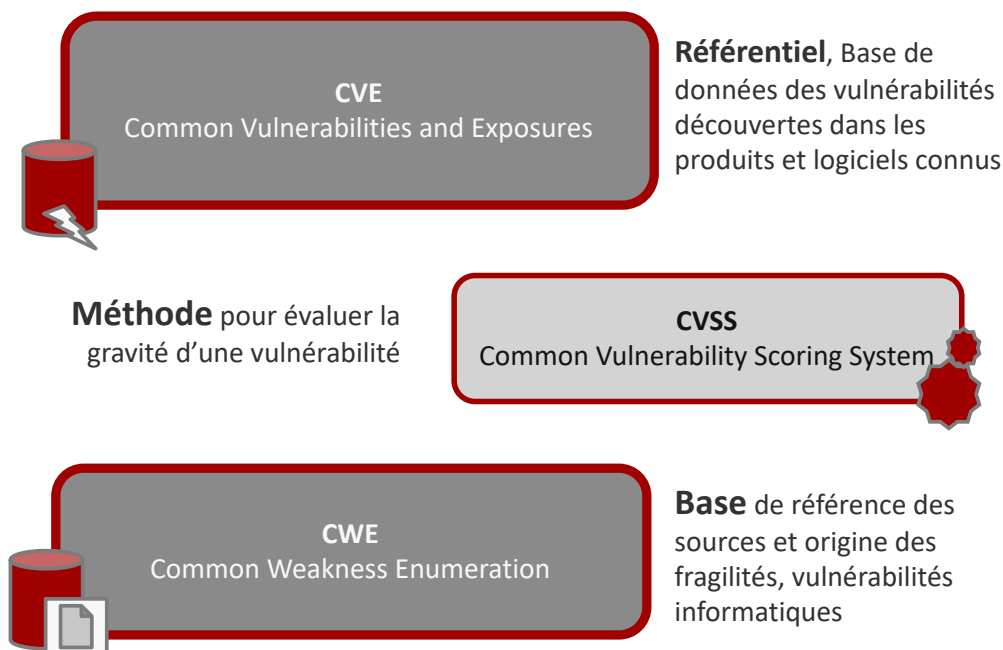 CVE
Common Vulnerabilities and Exposures
Référentiel, Base de
données des vulnérabilités
découvertes dans les
produits et logiciels connus
Méthode pour évaluer la
gravité d’une vulnérabilité
CVSS
Common Vulnerability Scoring System
CWE
Common Weakness Enumeration
Base de référence des
sources et origine des
fragilités, vulnérabilités
informatiques